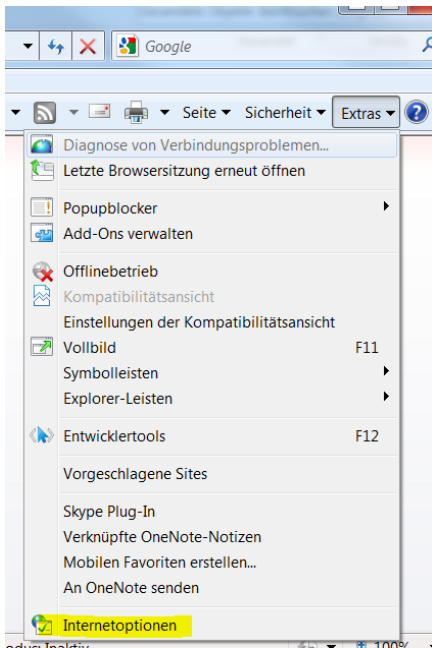 Google
Seite Sicherheit Extras
Diagnose von Verbindungsproblemen...
Letzte Browsersitzung erneut öffnen
Popupblocker
Add-Ons verwalten
Offlinebetrieb
Kompatibilitätsansicht
Einstellungen der Kompatibilitätsansicht
Vollbild F11
Symbolleisten
Explorer-Leisten
Entwicklertools F12
Vorgeschlagene Sites
Skype Plug-In
Verknüpfte OneNote-Notizen
Mobilen Favoriten erstellen...
An OneNote senden
Internetoptionen
100%